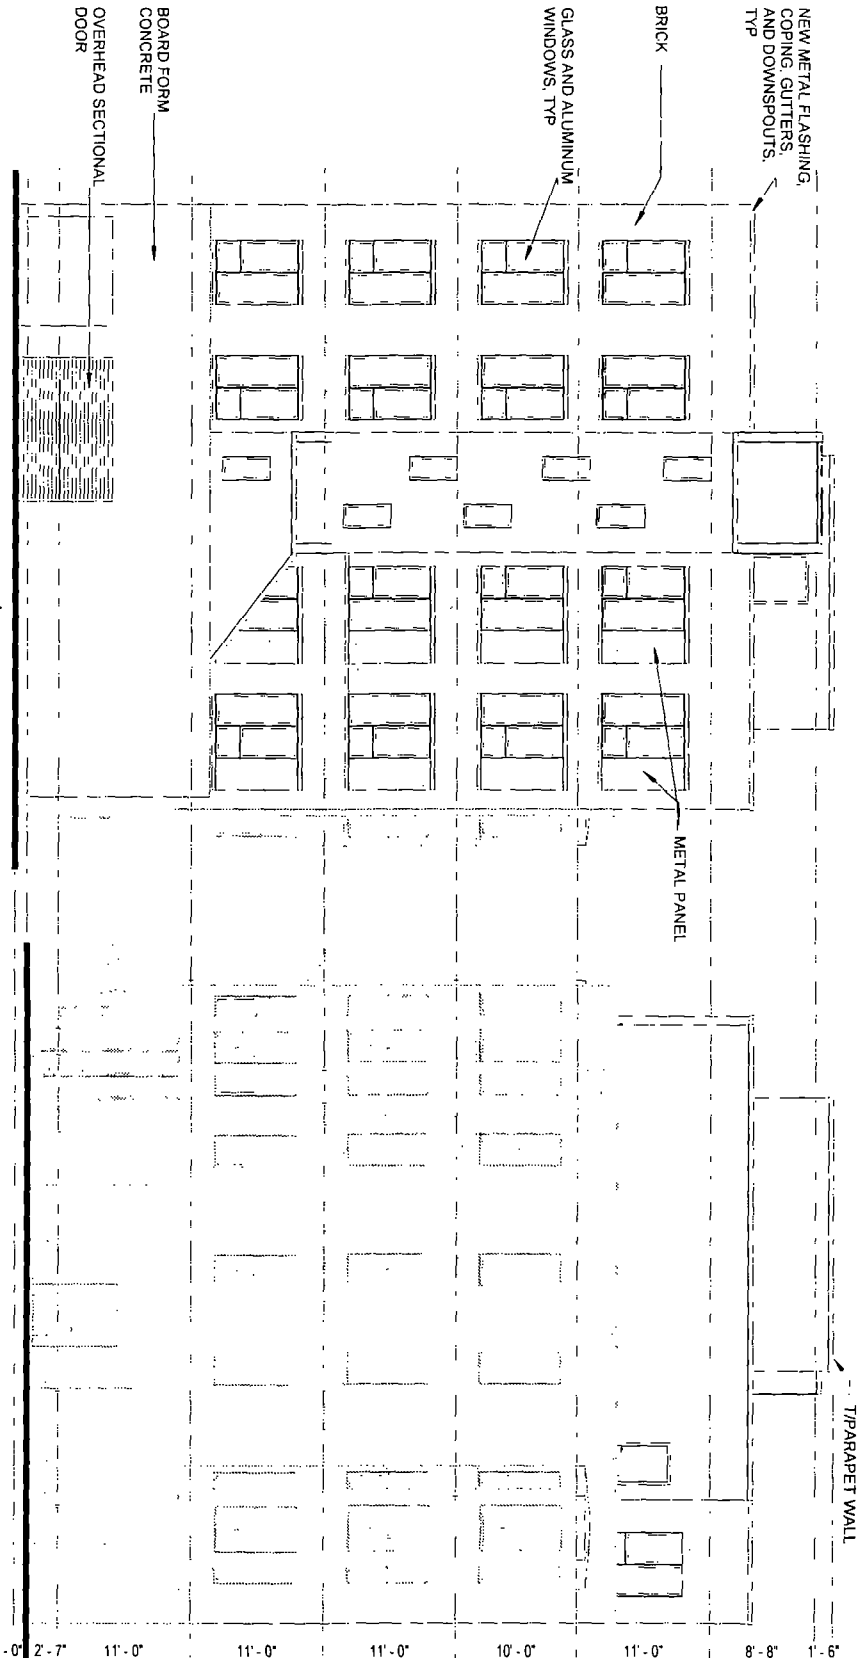 NEW METAL FLASHING,
COPING, GUTTERS,
AND DOWNSPOUTS,
TYP
BRICK
GLASS AND ALUMINUM
WINDOWS, TYP
BOARD FORM
CONCRETE
OVERHEAD SECTIONAL
DOOR
METAL PANEL
T/PARAPET WALL
1' - 6"
8' - 8"
11' - 0"
10' - 0"
11' - 0"
11' - 0"
11' - 0"
2' - 7"
- 0"